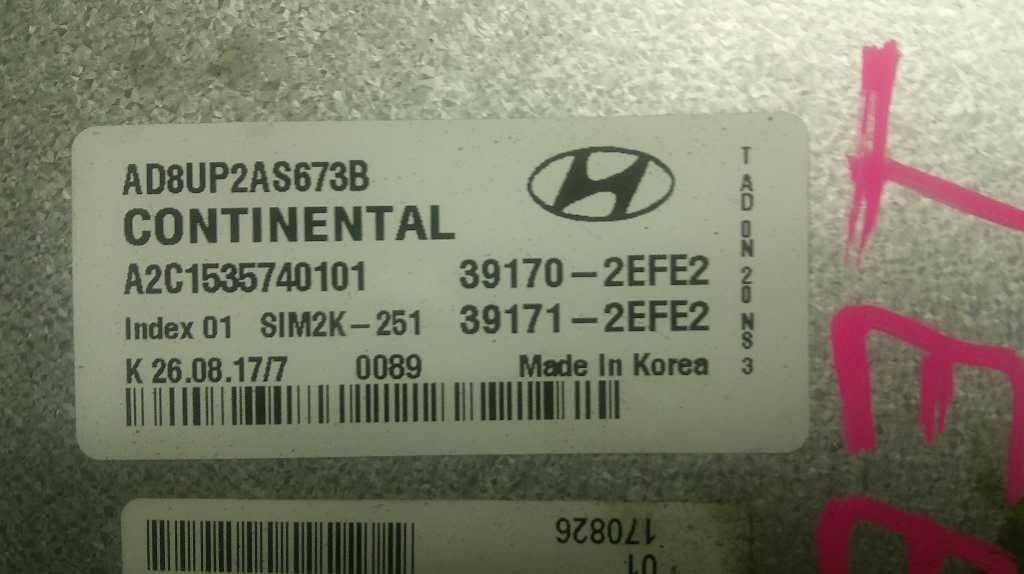 AD8UP2AS673B
CONTINENTAL
A2C1535740101 39170-2EFE2
Index 01 SIM2K-251 39171-2EFE2
K 26.08.17/7 0089 Made In Korea
T AD ON 20 NS 3
170826
01